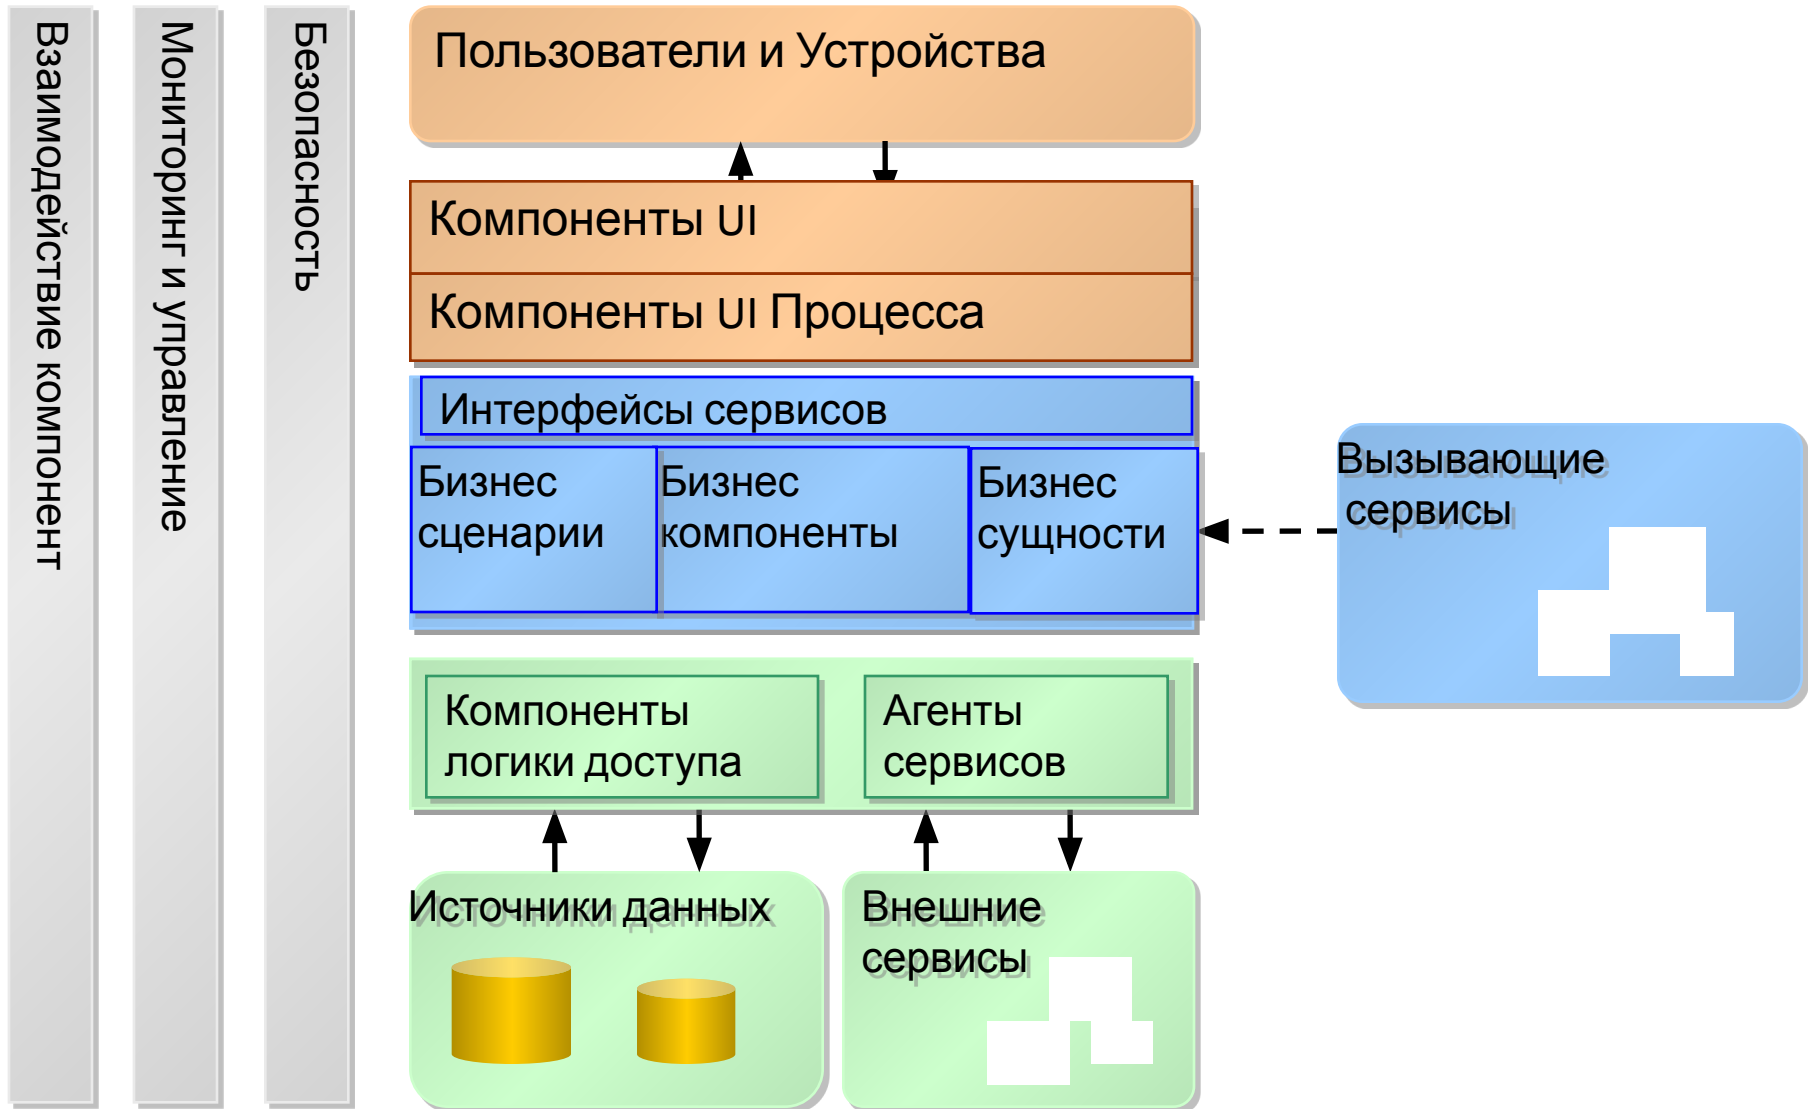 Взаимодействие компонент
Мониторинг и управление
Безопасность
Пользователи и Устройства
Компоненты UI
Компоненты UI Процесса
Интерфейсы сервисов
Бизнес
сценарии
Бизнес
компоненты
Бизнес
сущности
Вызывающие
сервисы
Компоненты
логики доступа
Агенты
сервисов
Источники данных
Внешние
сервисы